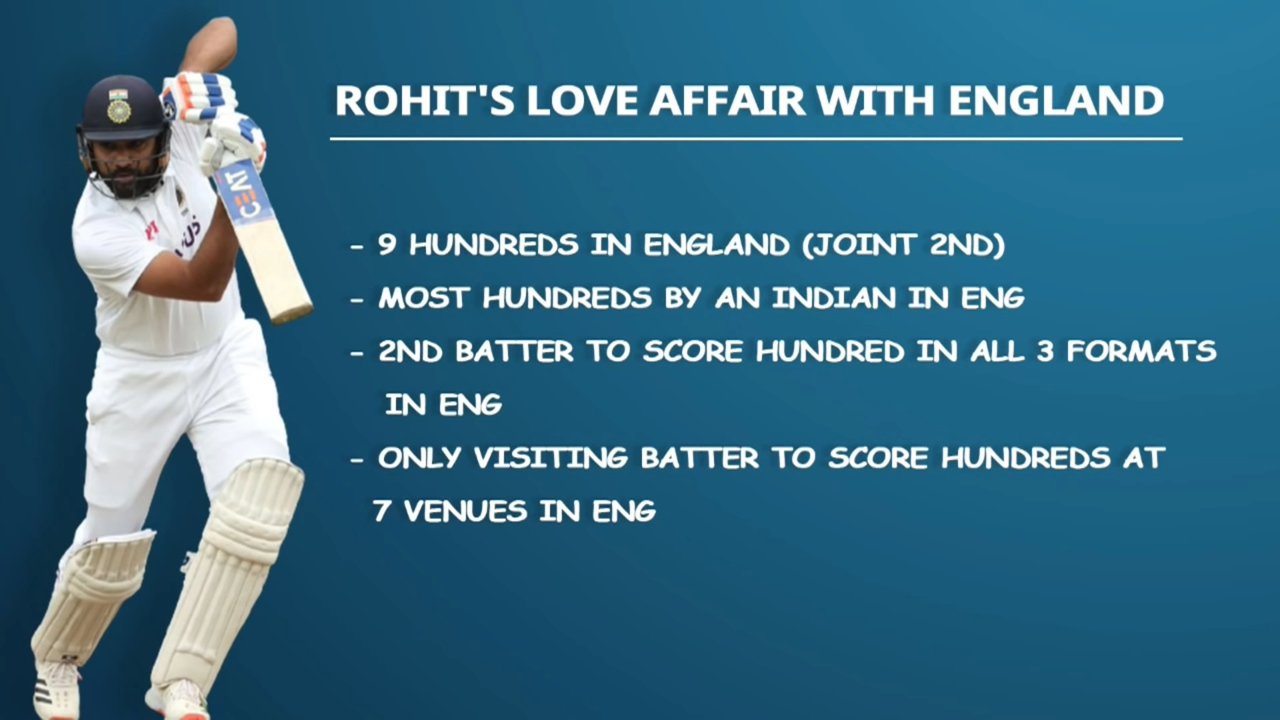 ROHIT'S LOVE AFFAIR WITH ENGLAND
- 9 HUNDREDS IN ENGLAND (JOINT 2ND)
- MOST HUNDREDS BY AN INDIAN IN ENG
- 2ND BATTER TO SCORE HUNDRED IN ALL 3 FORMATS
IN ENG
- ONLY VISITING BATTER TO SCORE HUNDREDS AT
7 VENUES IN ENG
CEAT